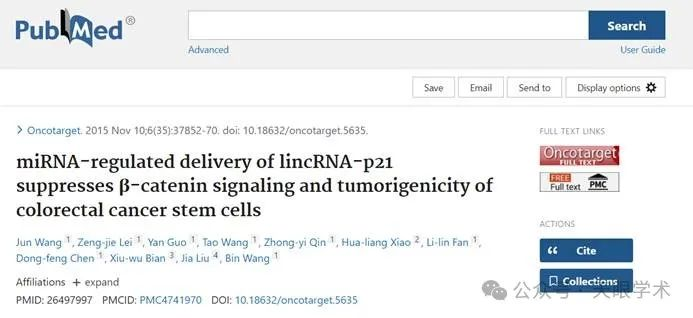 PubMed®
Search
Advanced
User Guide
Save
Email
Send to
Display options
> Oncotarget. 2015 Nov 10;6(35):37852-70. doi: 10.18632/oncotarget.5635.
miRNA-regulated delivery of lincRNA-p21
suppresses β-catenin signaling and tumorigenicity of
colorectal cancer stem cells
Jun Wang 1, Zeng-jie Lei 1, Yan Guo 1, Tao Wang 1, Zhong-yi Qin 1, Hua-liang Xiao 2, Li-lin Fan 1,
Dong-feng Chen 1, Xiu-wu Bian 3, Jia Liu 4, Bin Wang 1
Affiliations + expand
PMID: 26497997 PMCID: PMC4741970 DOI: 10.18632/oncotarget.5635
FULL TEXT LINKS
Oncotarget
FULL TEXT
FREE
Full text
PMC
ACTIONS
Cite
Collections
公众号 · 天眼学术